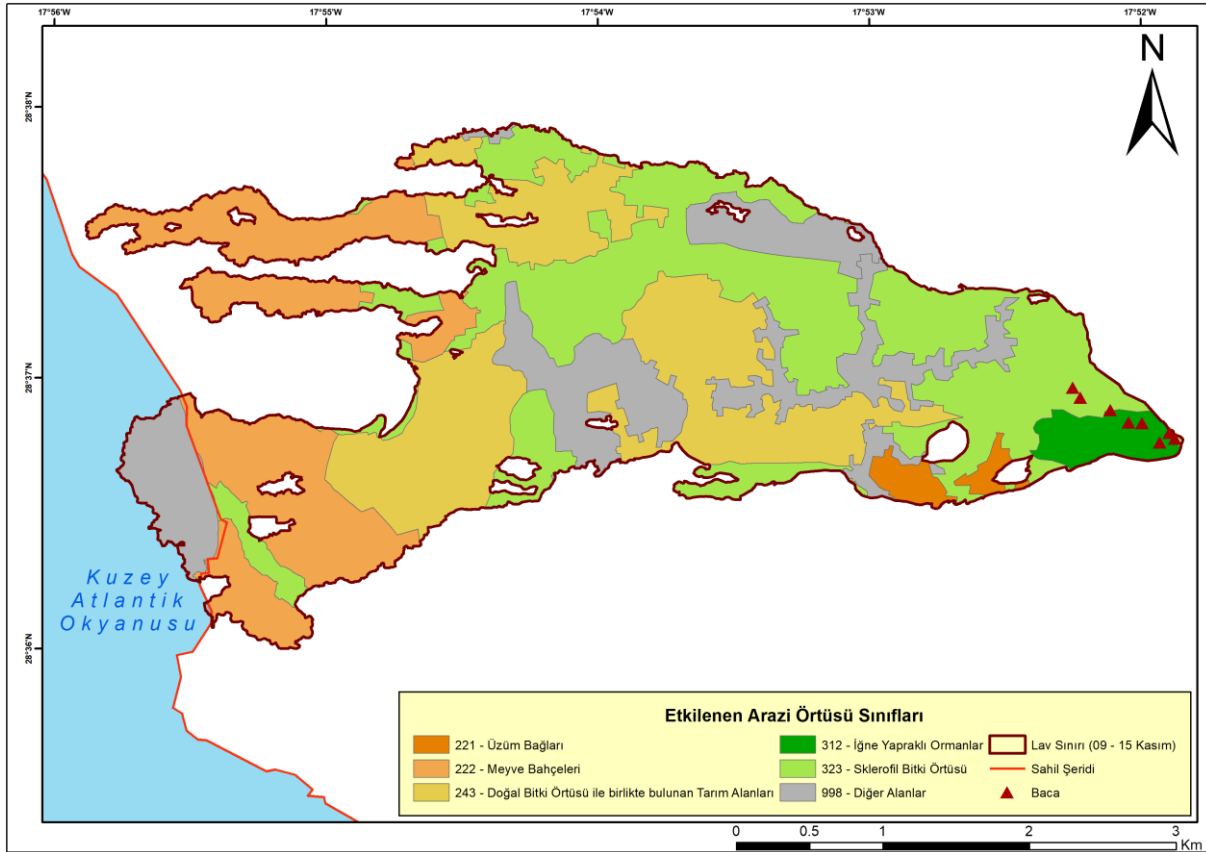 17°56'W
17°55'W
17°54'W
17°53'W
17°52'W
28°38'N
28°37'N
28°36'N
N
Kuzey
Atlantik
Okyanusu
Etkilenen Arazi Örtüsü Sınıfları
221 - Üzüm Bağları
222 - Meyve Bahçeleri
243 - Doğal Bitki Örtüsü ile birlikte bulunan Tarım Alanları
312 - İğne Yapraklı Ormanlar
323 - Sklerofil Bitki Örtüsü
998 - Diğer Alanlar
Lav Sınırı (09 - 15 Kasım)
Sahil Şeridi
Baca
0 0.5 1 2 3
Km